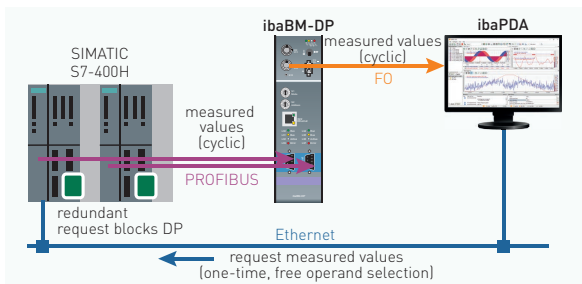 ibaBM-DP
ibaPDA
SIMATIC
S7-400H
measured values
(cyclic)
FO
measured
values
(cyclic)
PROFIBUS
redundant
request blocks DP
Ethernet
request measured values
(one-time, free operand selection)